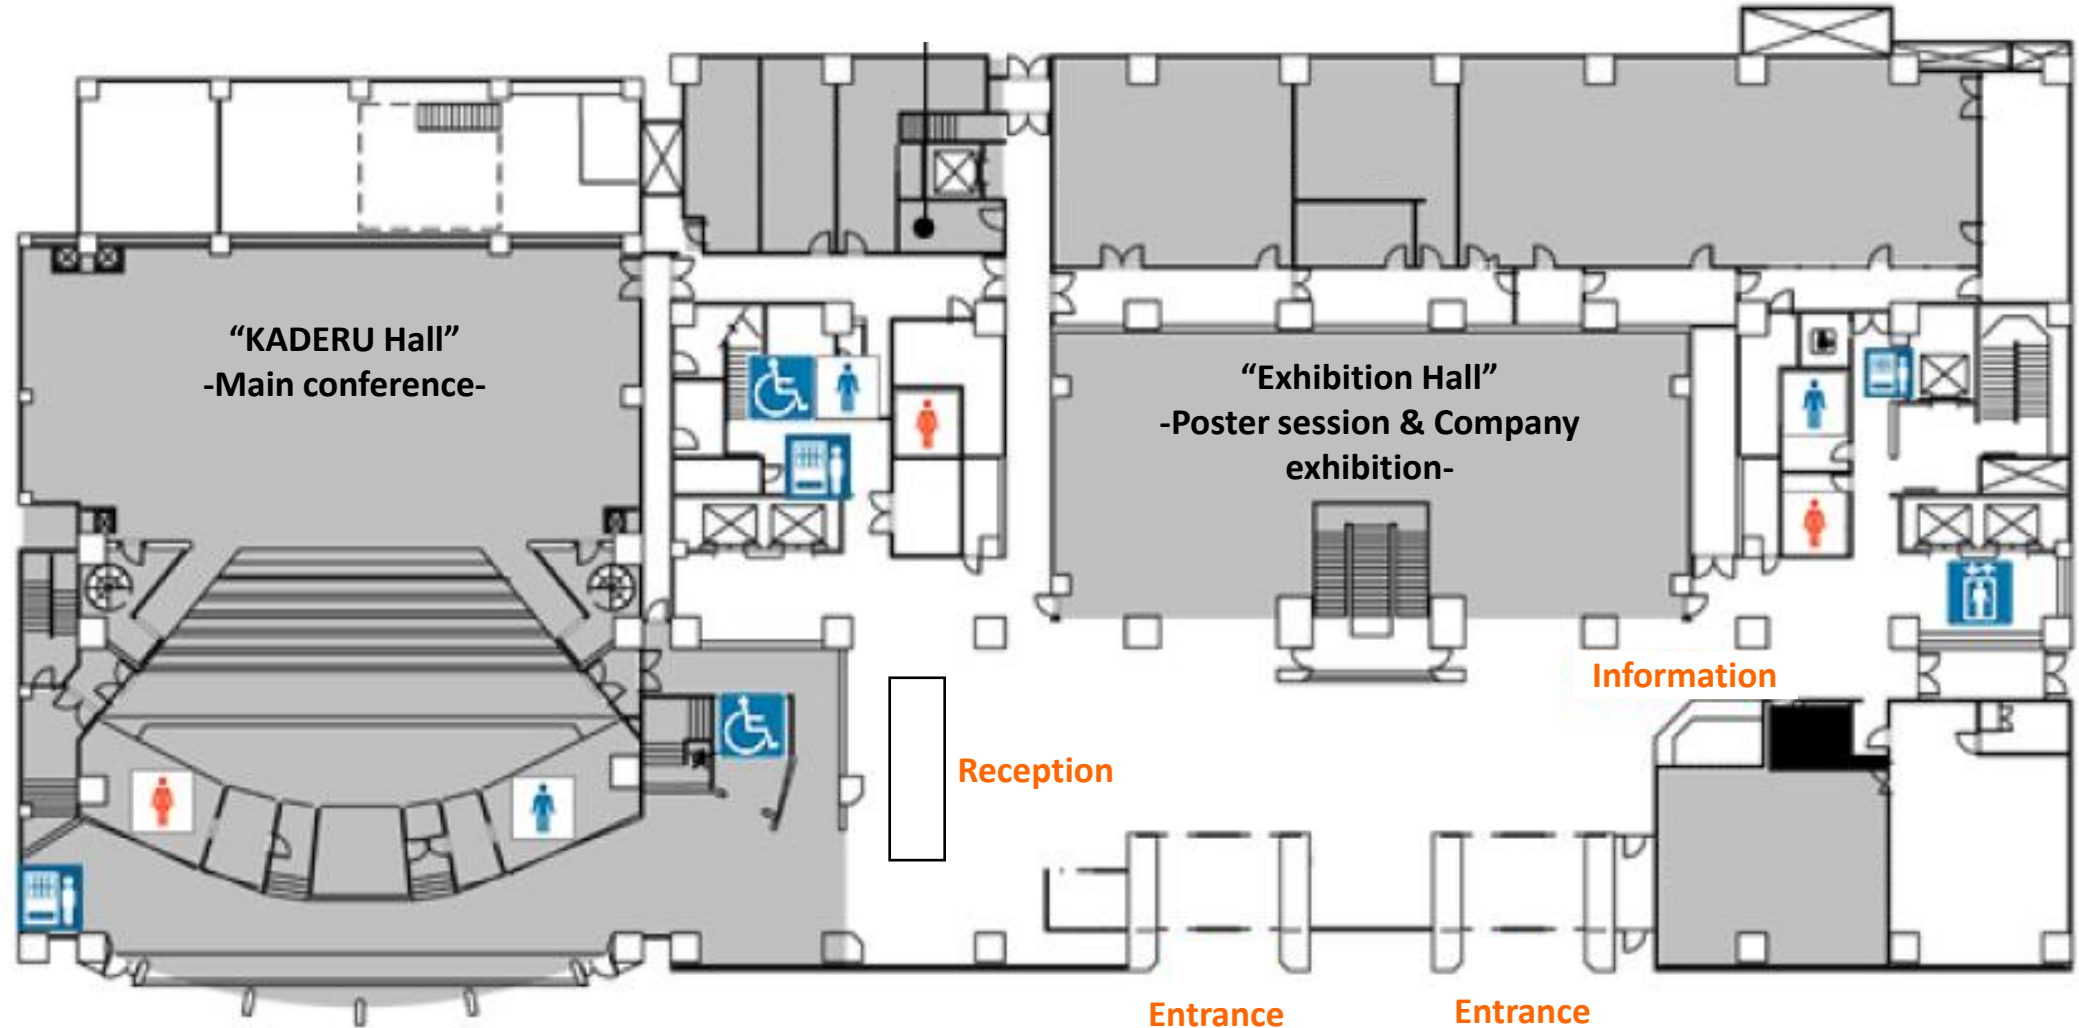 “KADERU Hall”
-Main conference-
“Exhibition Hall”
-Poster session & Company
exhibition-
Information
Reception
Entrance
Entrance